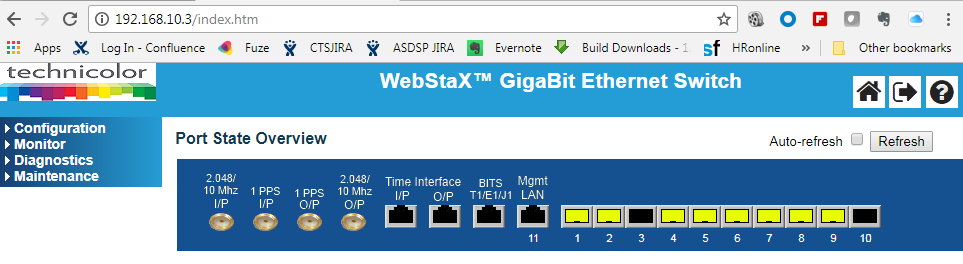 192.168.10.3/index.htm
Apps Log In - Confluence Fuze CTSJIRA ASDSP JIRA Evernote Build Downloads - 1 sf HRonline » Other bookmarks
technicolor
WebStaX™ GigaBit Ethernet Switch
Configuration
Monitor
Diagnostics
Maintenance
Port State Overview
Auto-refresh Refresh
2.048/
10 Mhz
I/P
1 PPS
I/P
1 PPS
O/P
2.048/
10 Mhz
O/P
Time Interface
I/P O/P
BITS
T1/E1/J1
Mgmt
LAN
11 1 2 3 4 5 6 7 8 9 10